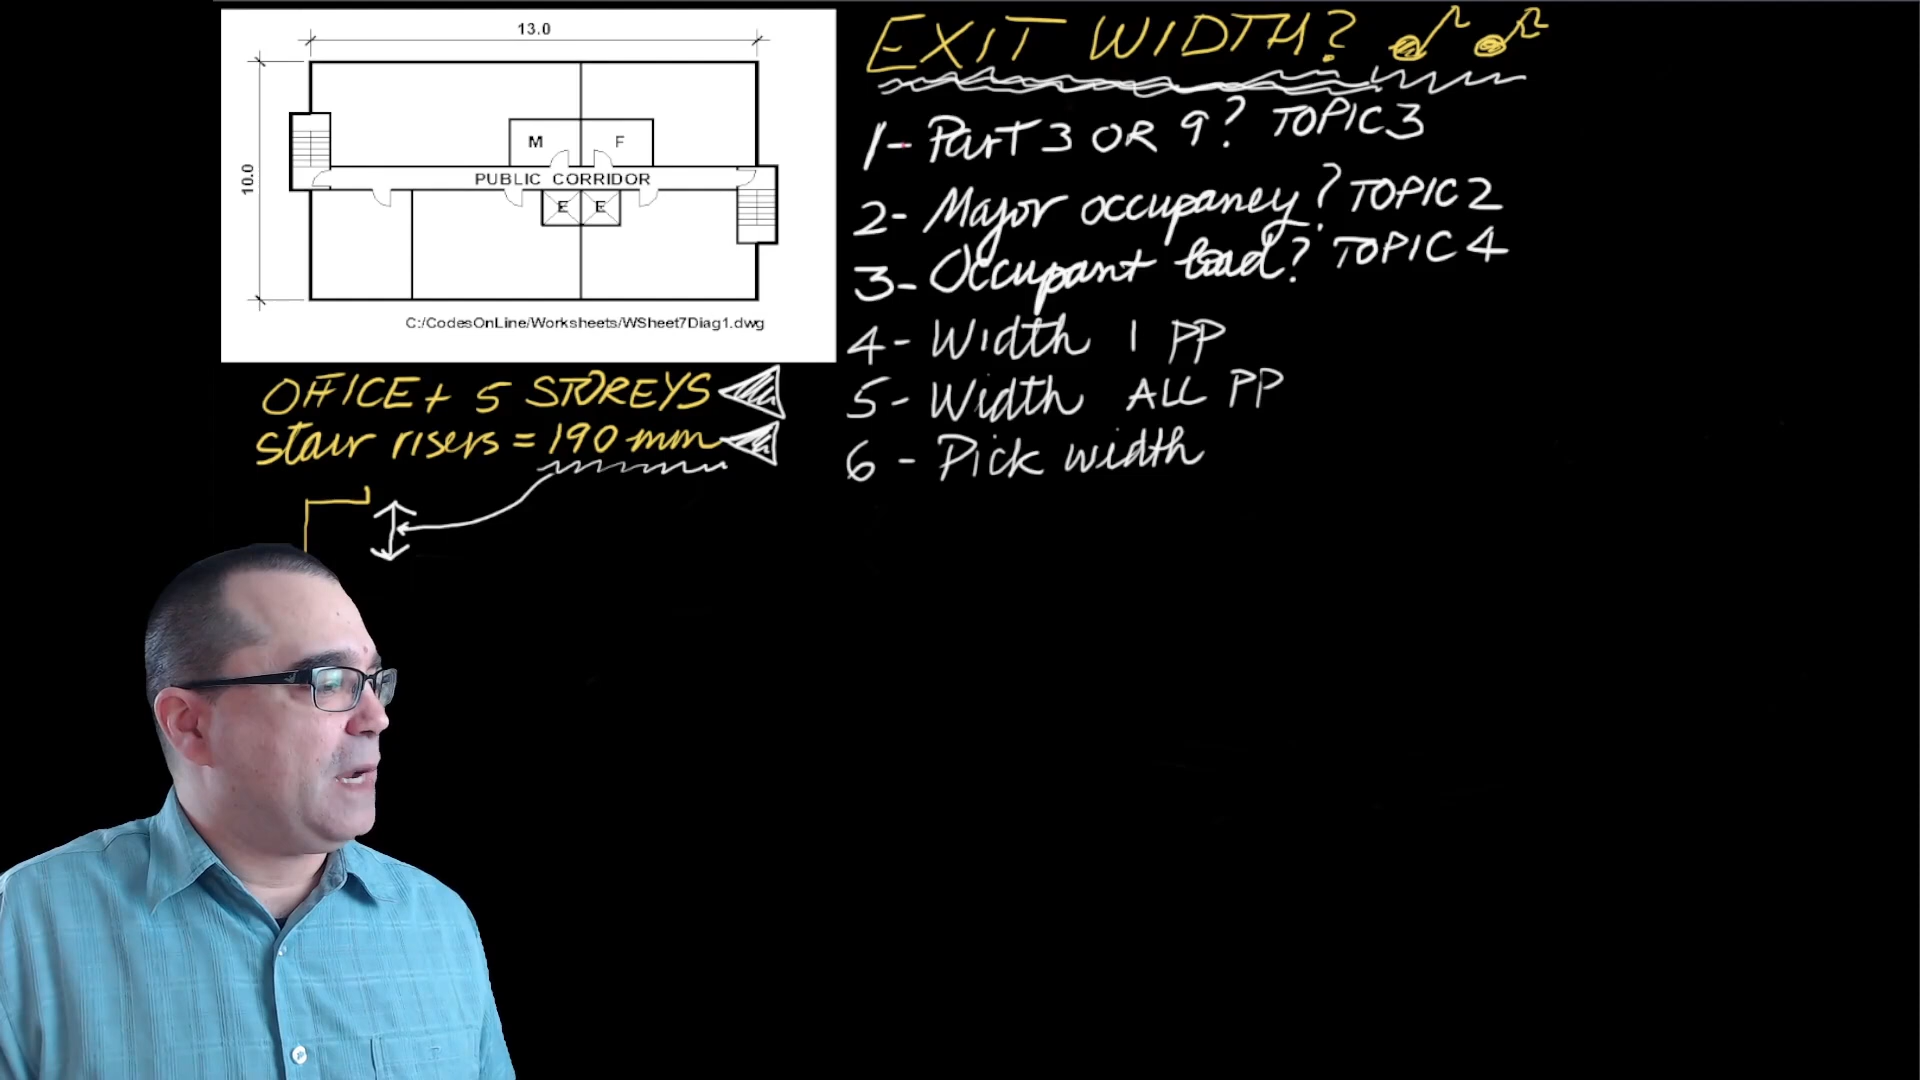 13.0
10.0
M
F
PUBLIC CORRIDOR
E
E
C:/CodesOnLine/Worksheets/WSheet7Diag1.dwg
OFFICE + 5 STOREYS
stair risers = 190 mm
EXIT WIDTH?
1- Part 3 OR 9? TOPIC 3
2- Major occupancy? TOPIC 2
3- Occupant load? TOPIC 4
4- Width 1 PP
5- Width ALL PP
6- Pick width